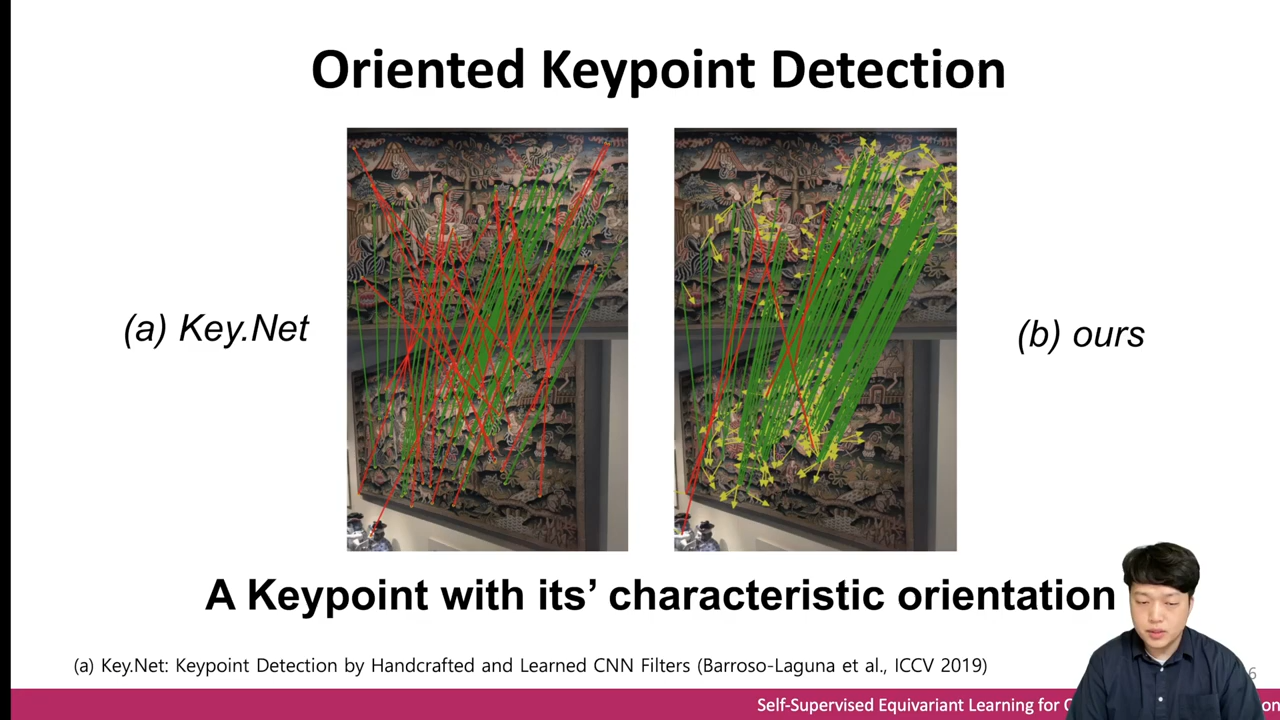 Oriented Keypoint Detection
(a) Key.Net
(b) ours
A Keypoint with its’ characteristic orientation
(a) Key.Net: Keypoint Detection by Handcrafted and Learned CNN Filters (Barroso-Laguna et al., ICCV 2019)
6
Self-Supervised Equivariant Learning for